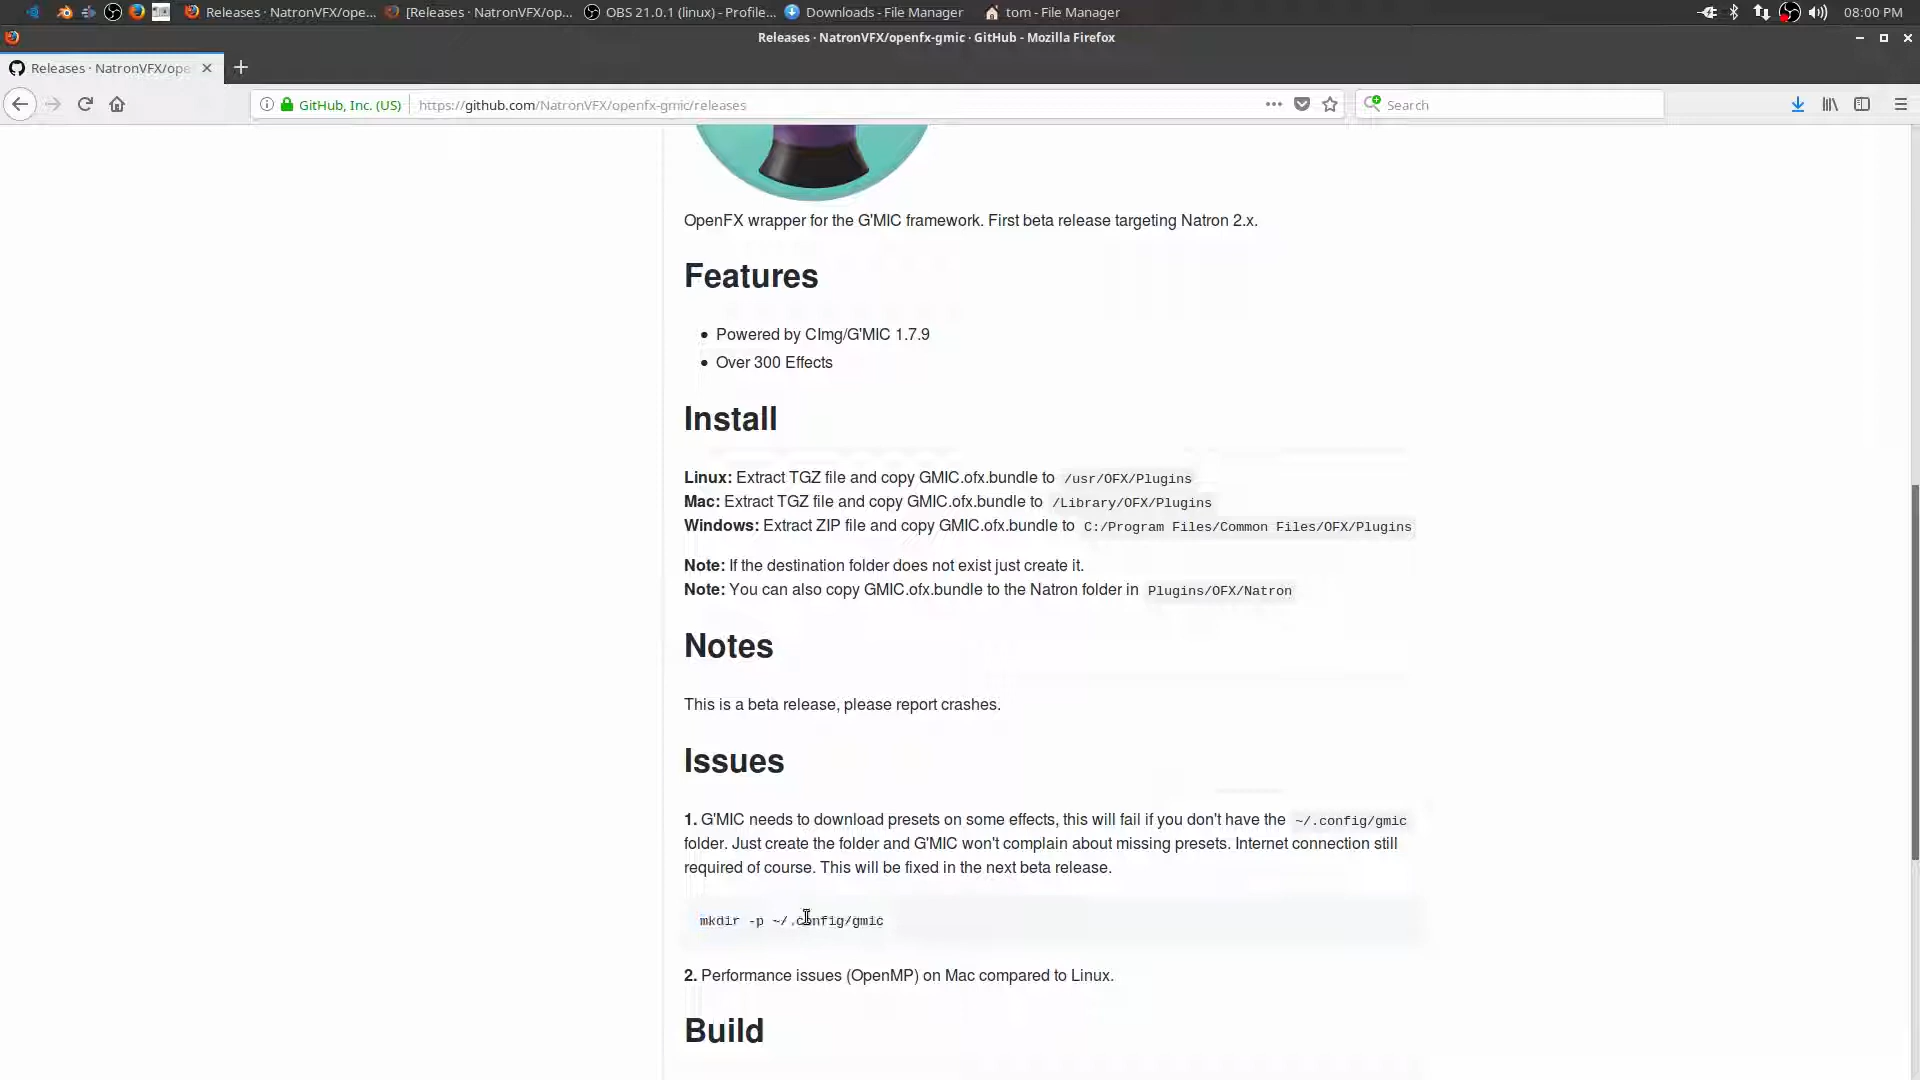 Releases · NatronVFX/ope...
[Releases · NatronVFX/op...
OBS 21.0.1 (linux) - Profile...
Downloads - File Manager
tom - File Manager
08:00 PM
Releases · NatronVFX/openfx-gmic · GitHub - Mozilla Firefox
Releases · NatronVFX/ope
GitHub, Inc. (US)
https://github.com/NatronVFX/openfx-gmic/releases
Search
OpenFX wrapper for the G'MIC framework. First beta release targeting Natron 2.x.
Features
• Powered by CImg/G'MIC 1.7.9
• Over 300 Effects
Install
Linux: Extract TGZ file and copy GMIC.ofx.bundle to /usr/OFX/Plugins
Mac: Extract TGZ file and copy GMIC.ofx.bundle to /Library/OFX/Plugins
Windows: Extract ZIP file and copy GMIC.ofx.bundle to C:/Program Files/Common Files/OFX/Plugins
Note: If the destination folder does not exist just create it.
Note: You can also copy GMIC.ofx.bundle to the Natron folder in Plugins/OFX/Natron
Notes
This is a beta release, please report crashes.
Issues
1. G'MIC needs to download presets on some effects, this will fail if you don't have the ~/.config/gmic
folder. Just create the folder and G'MIC won't complain about missing presets. Internet connection still
required of course. This will be fixed in the next beta release.
mkdir -p ~/.config/gmic
2. Performance issues (OpenMP) on Mac compared to Linux.
Build